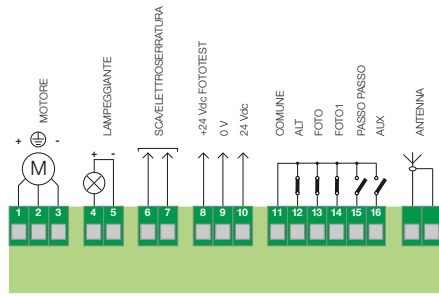 MOTORE
LAMPEGGIANTE
SCA/ELETTROSERRATURA
+24 Vdc FOTOTEST
0 V
24 Vdc
COMUNE
ALT
FOTO
FOTO1
PASSO PASSO
AUX
ANTENNA
+ -
+ -
M
1 2 3 4 5 6 7 8 9 10 11 12 13 14 15 16